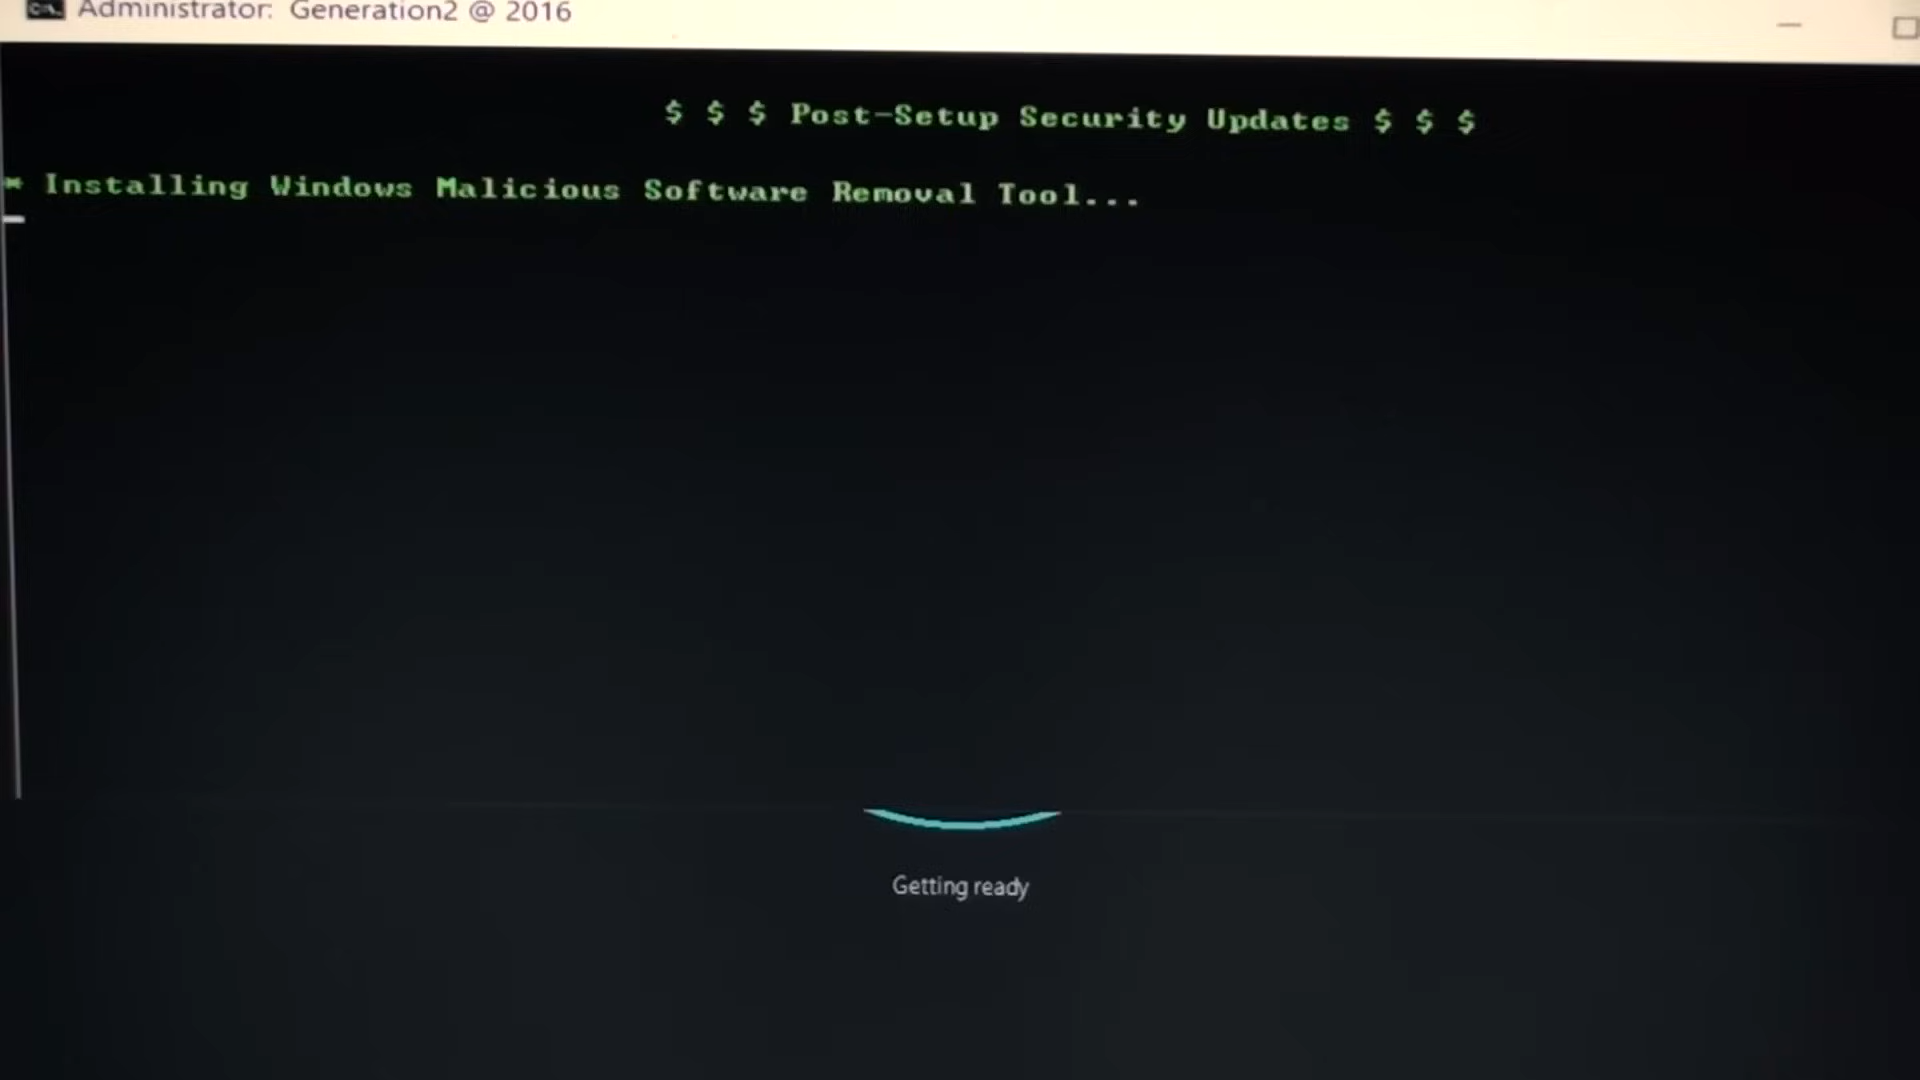 Administrator: Generation2 @ 2016
$ $ $ Post-Setup Security Updates $ $ $
* Installing Windows Malicious Software Removal Tool...
Getting ready